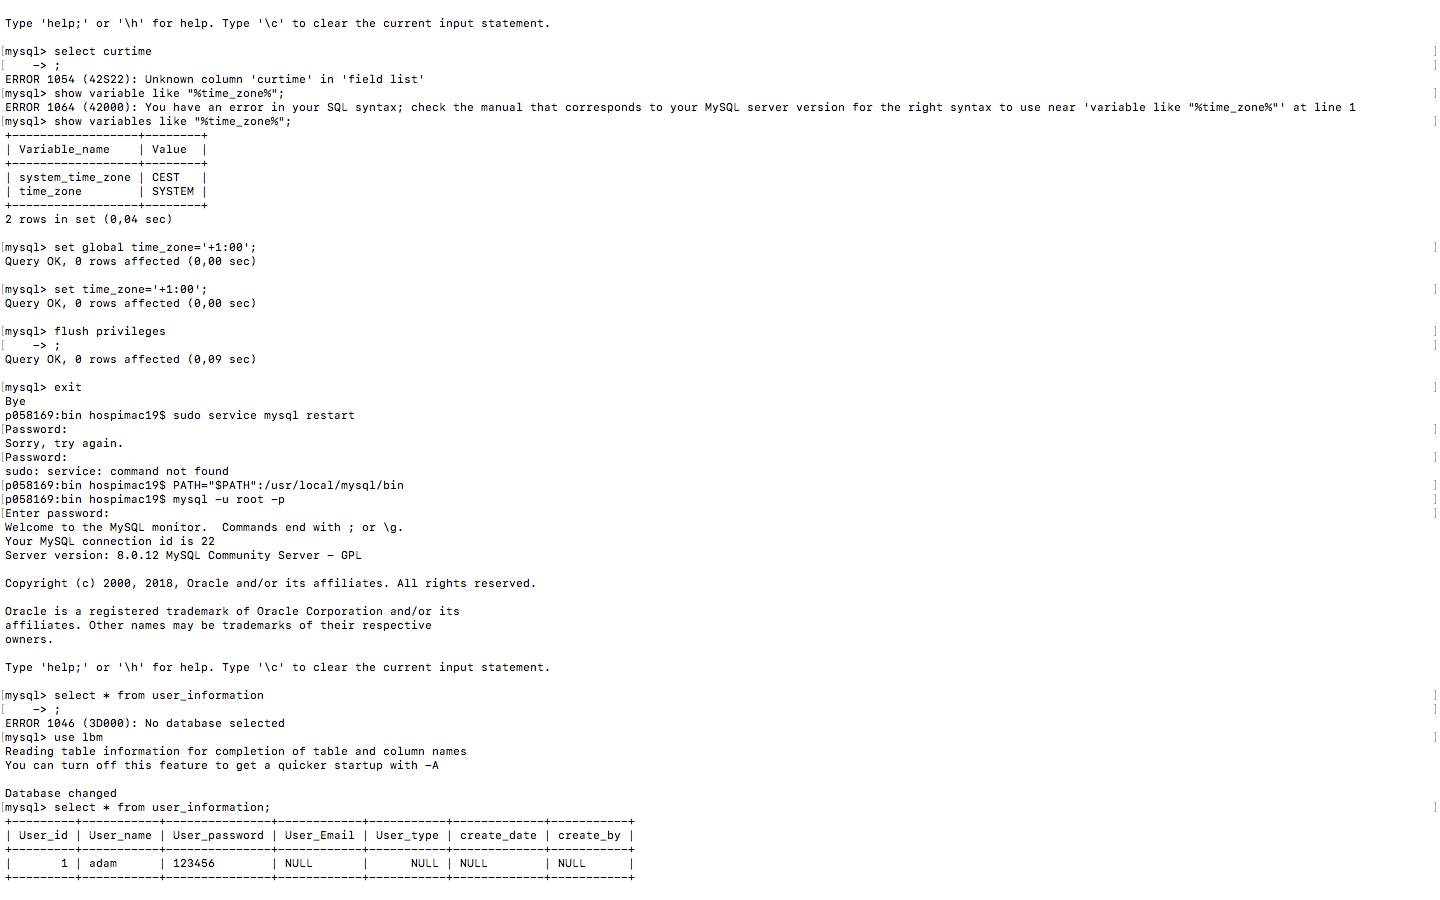 Type 'help;' or '\h' for help. Type '\c' to clear the current input statement.
[mysql> select curtime ]
[    -> ; ]
ERROR 1054 (42S22): Unknown column 'curtime' in 'field list'
[mysql> show variable like "%time_zone%"; ]
ERROR 1064 (42000): You have an error in your SQL syntax; check the manual that corresponds to your MySQL server version for the right syntax to use near 'variable like "%time_zone%"' at line 1
[mysql> show variables like "%time_zone%"; ]
+------------------+--------+
| Variable_name    | Value  |
+------------------+--------+
| system_time_zone | CEST   |
| time_zone        | SYSTEM |
+------------------+--------+
2 rows in set (0,04 sec)
[mysql> set global time_zone='+1:00'; ]
Query OK, 0 rows affected (0,00 sec)
[mysql> set time_zone='+1:00'; ]
Query OK, 0 rows affected (0,00 sec)
[mysql> flush privileges ]
[    -> ; ]
Query OK, 0 rows affected (0,09 sec)
[mysql> exit ]
Bye
p058169:bin hospimac19$ sudo service mysql restart
[Password: ]
Sorry, try again.
[Password: ]
sudo: service: command not found
[p058169:bin hospimac19$ PATH="$PATH":/usr/local/mysql/bin ]
[p058169:bin hospimac19$ mysql -u root -p ]
[Enter password: ]
Welcome to the MySQL monitor.  Commands end with ; or \g.
Your MySQL connection id is 22
Server version: 8.0.12 MySQL Community Server - GPL
Copyright (c) 2000, 2018, Oracle and/or its affiliates. All rights reserved.
Oracle is a registered trademark of Oracle Corporation and/or its
affiliates. Other names may be trademarks of their respective
owners.
Type 'help;' or '\h' for help. Type '\c' to clear the current input statement.
[mysql> select * from user_information ]
[    -> ; ]
ERROR 1046 (3D000): No database selected
[mysql> use lbm ]
Reading table information for completion of table and column names
You can turn off this feature to get a quicker startup with -A
Database changed
[mysql> select * from user_information; ]
+---------+-----------+---------------+------------+-----------+-------------+-----------+
| User_id | User_name | User_password | User_Email | User_type | create_date | create_by |
+---------+-----------+---------------+------------+-----------+-------------+-----------+
|       1 | adam      | 123456        | NULL       |      NULL | NULL        | NULL      |
+---------+-----------+---------------+------------+-----------+-------------+-----------+